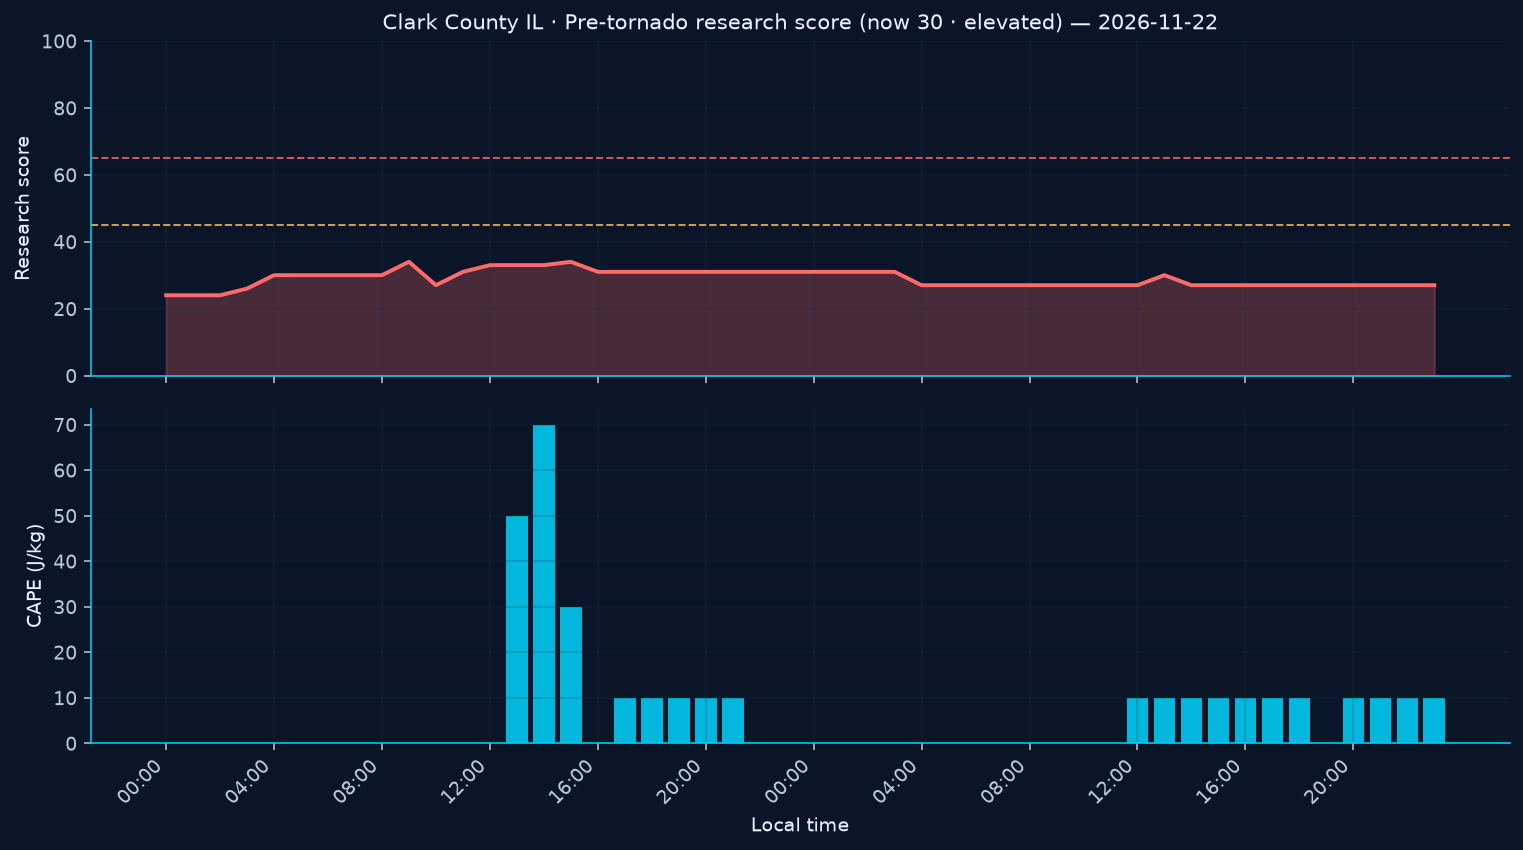 Clark County IL · Pre-tornado research score (now 30 · elevated) — 2026-11-22
Research score
100
80
60
40
20
0
CAPE (J/kg)
70
60
50
40
30
20
10
0
00:00 04:00 08:00 12:00 16:00 20:00 00:00 04:00 08:00 12:00 16:00 20:00
Local time